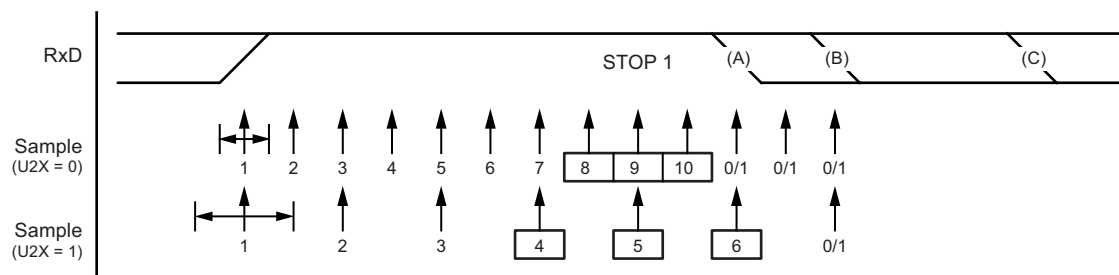 RxD
STOP 1
(A)
(B)
(C)
Sample
(U2X = 0)
1 2 3 4 5 6 7 8 9 10 0/1 0/1 0/1
Sample
(U2X = 1)
1 2 3 4 5 6 0/1